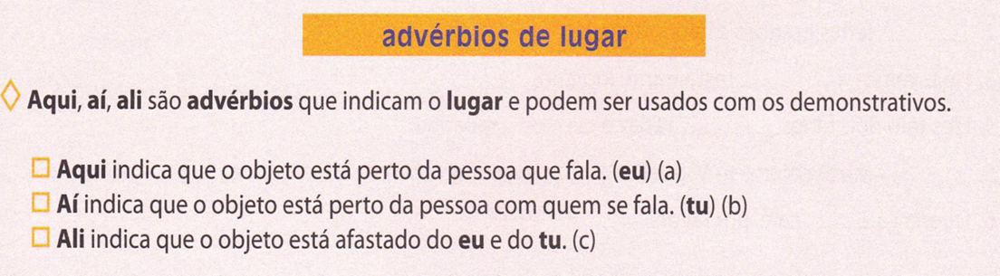 advérbios de lugar
Aqui, aí, ali são advérbios que indicam o lugar e podem ser usados com os demonstrativos.
Aqui indica que o objeto está perto da pessoa que fala. (eu) (a)
Aí indica que o objeto está perto da pessoa com quem se fala. (tu) (b)
Ali indica que o objeto está afastado do eu e do tu. (c)